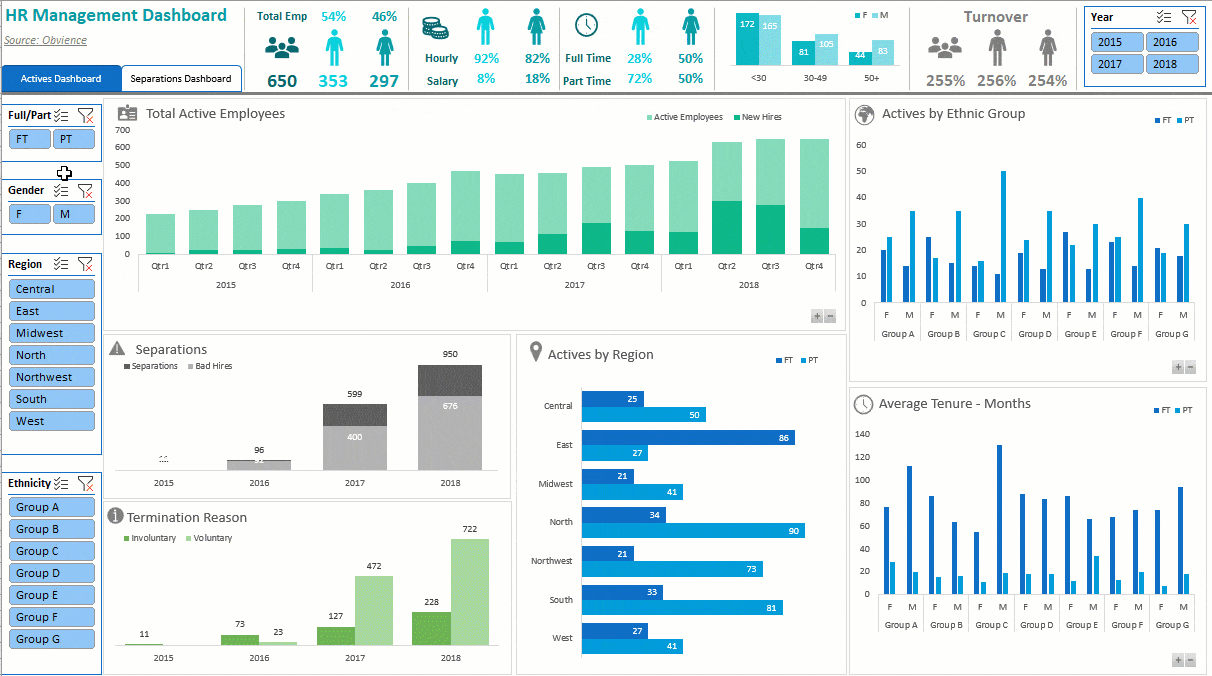 HR Management Dashboard
Source: Obvience
Actives Dashboard
Separations Dashboard
Total Emp 54% 46%
650 353 297
Hourly 92% 82%
Salary 8% 18%
Full Time 28% 50%
Part Time 72% 50%
F M
172 165 81 105 44 83
<30 30-49 50+
Turnover
255% 256% 254%
Year
2015 2016
2017 2018
Full/Part
FT PT
Gender
F M
Region
Central
East
Midwest
North
Northwest
South
West
Ethnicity
Group A
Group B
Group C
Group D
Group E
Group F
Group G
Total Active Employees
Active Employees New Hires
700
600
500
400
300
200
100
0
Qtr1 Qtr2 Qtr3 Qtr4 Qtr1 Qtr2 Qtr3 Qtr4 Qtr1 Qtr2 Qtr3 Qtr4 Qtr1 Qtr2 Qtr3 Qtr4
2015 2016 2017 2018
+ −
Separations
Separations Bad Hires
96 599 950
400 676
2015 2016 2017 2018
Termination Reason
Involuntary Voluntary
11 73 23 127 472 228 722
2015 2016 2017 2018
Actives by Region
FT PT
Central 25
50
East 86
27
Midwest 21
41
North 34
90
Northwest 21
73
South 33
81
West 27
41
Actives by Ethnic Group
FT PT
60
50
40
30
20
10
0
F M F M F M F M F M F M F M
Group A Group B Group C Group D Group E Group F Group G
+ −
Average Tenure - Months
FT PT
140
120
100
80
60
40
20
0
F M F M F M F M F M F M F M
Group A Group B Group C Group D Group E Group F Group G
+ −